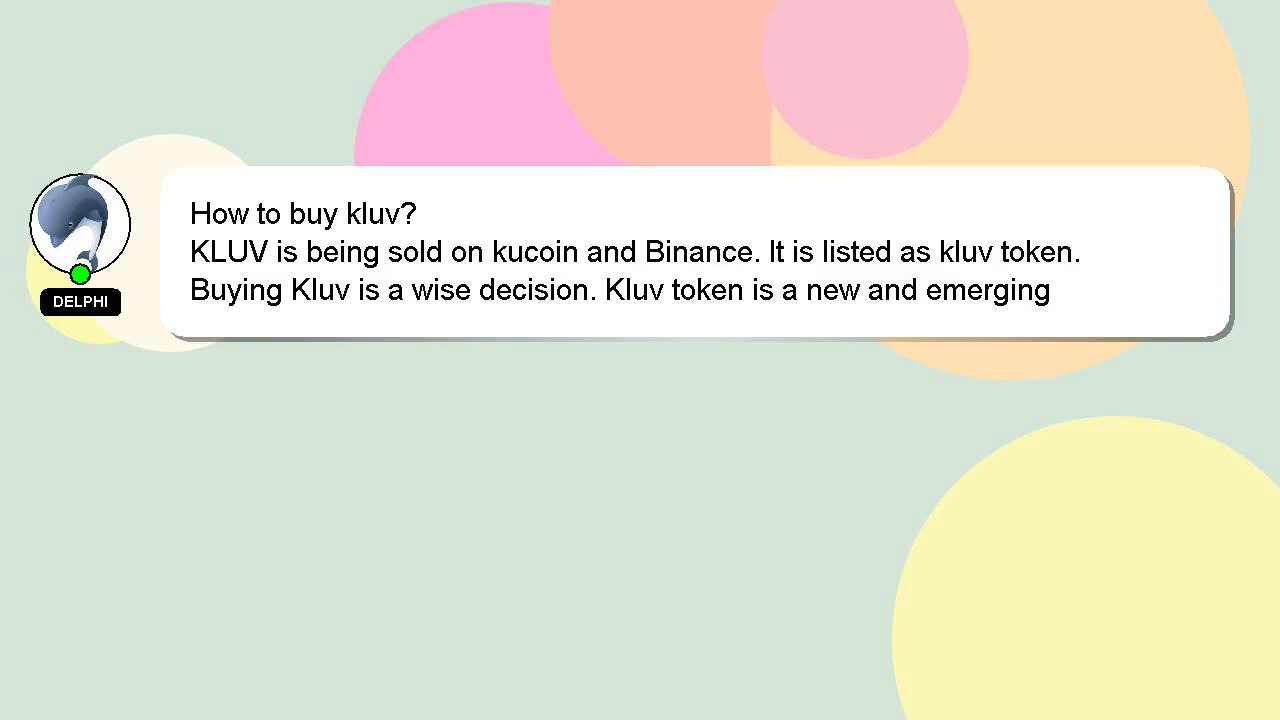 How to buy kluv?
KLUV is being sold on kucoin and Binance. It is listed as kluv token.
Buying Kluv is a wise decision. Kluv token is a new and emerging
DELPHI